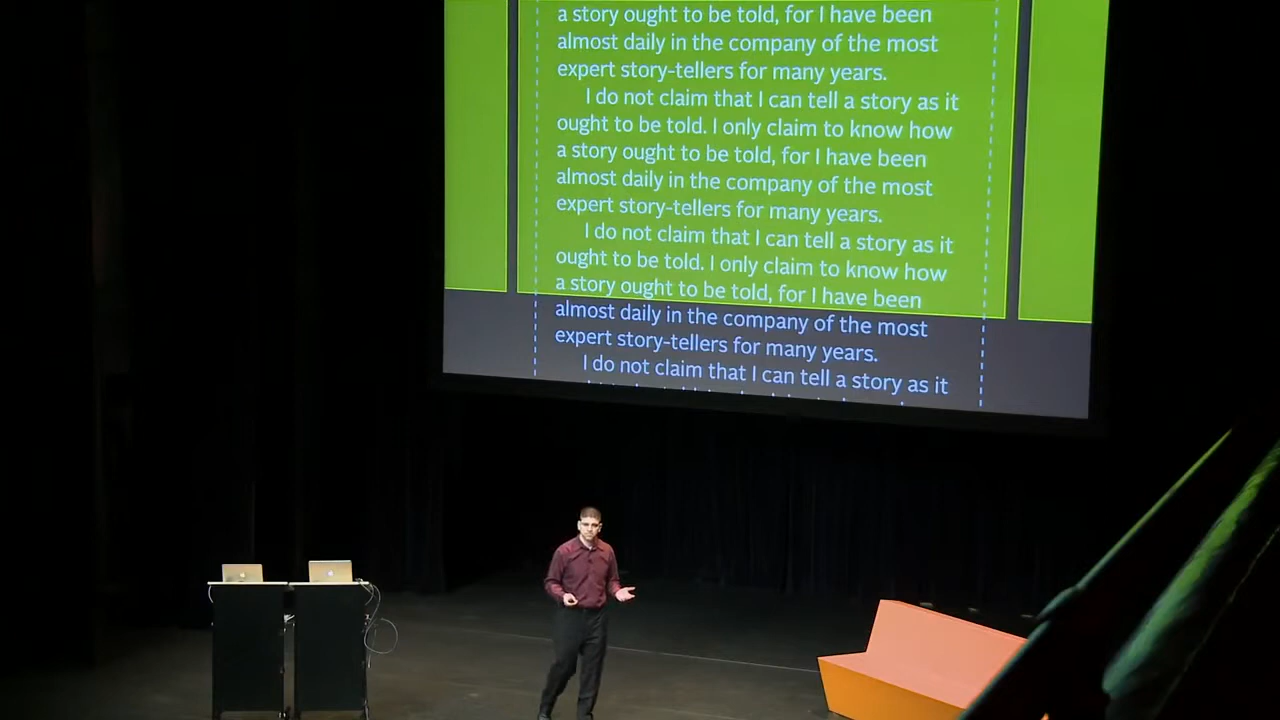 a story ought to be told, for I have been
almost daily in the company of the most
expert story-tellers for many years.
I do not claim that I can tell a story as it
ought to be told. I only claim to know how
a story ought to be told, for I have been
almost daily in the company of the most
expert story-tellers for many years.
I do not claim that I can tell a story as it
ought to be told. I only claim to know how
a story ought to be told, for I have been
almost daily in the company of the most
expert story-tellers for many years.
I do not claim that I can tell a story as it